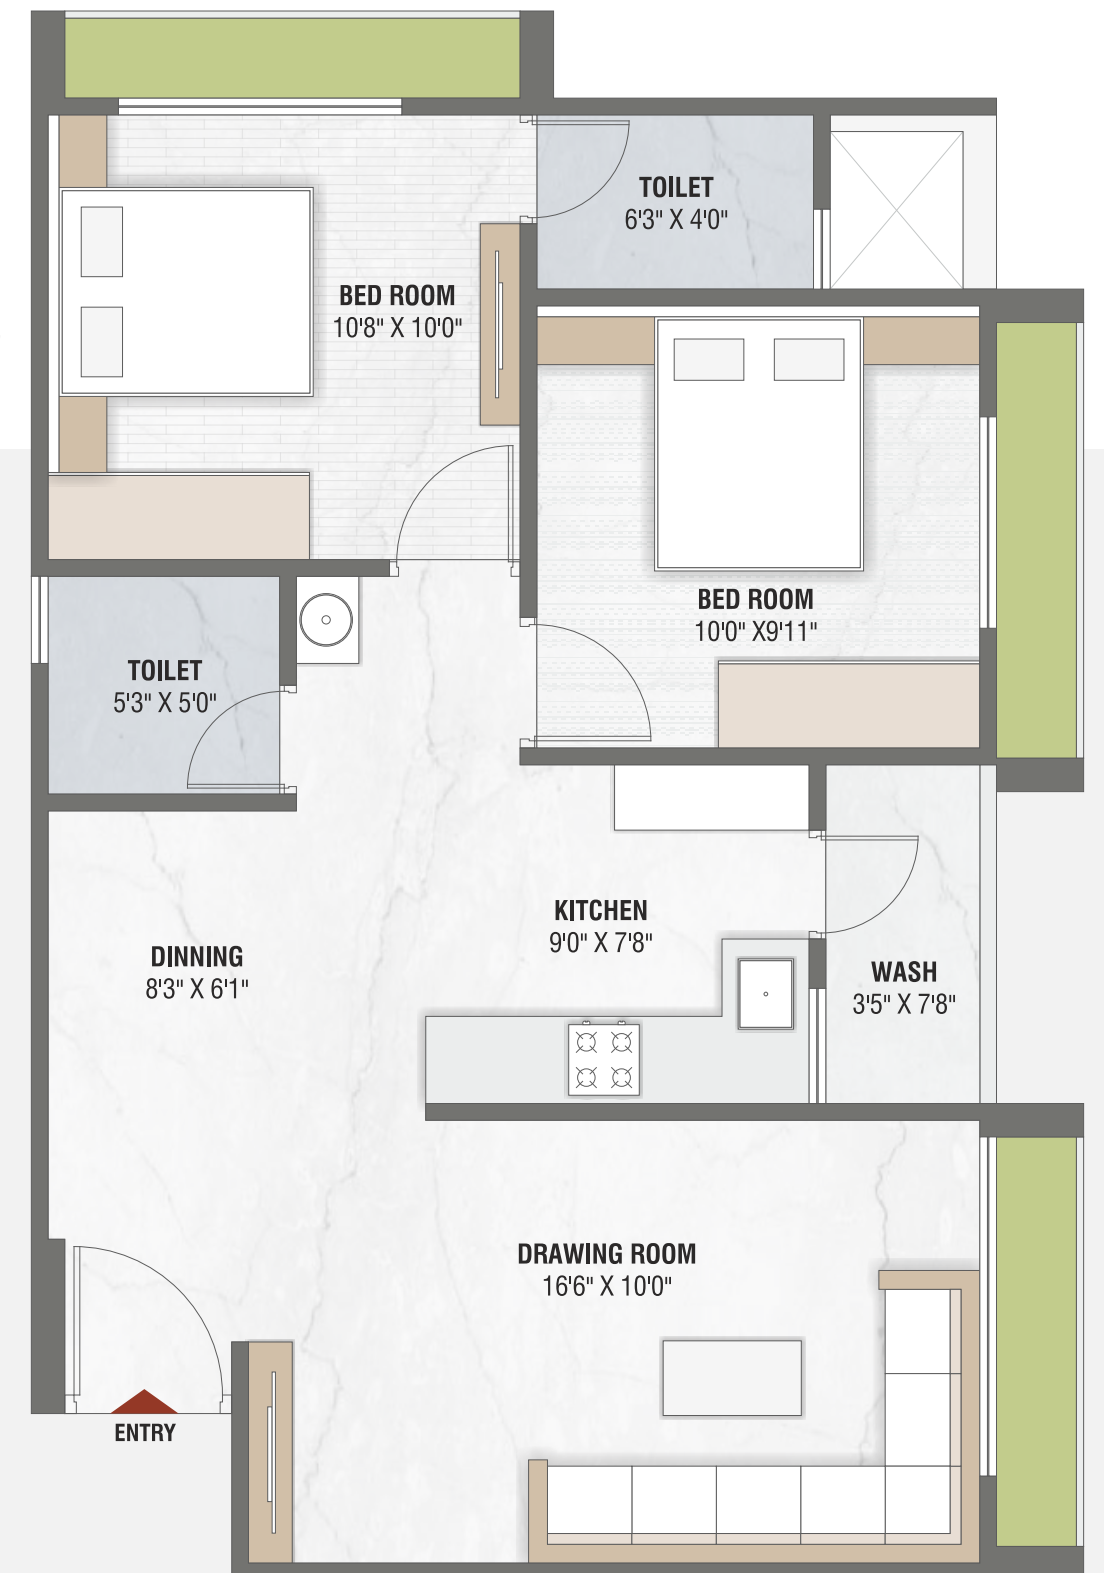 TOILET
6'3" X 4'0"
BED ROOM
10'8" X 10'0"
BED ROOM
10'0" X9'11"
TOILET
5'3" X 5'0"
KITCHEN
9'0" X 7'8"
DINNING
8'3" X 6'1"
WASH
3'5" X 7'8"
DRAWING ROOM
16'6" X 10'0"
ENTRY